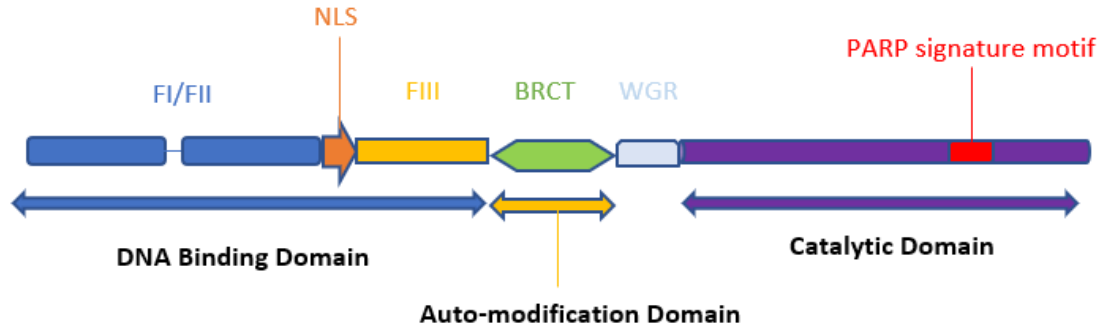 NLS
PARP signature motif
FI/FII
FIII
BRCT
WGR
DNA Binding Domain
Catalytic Domain
Auto-modification Domain